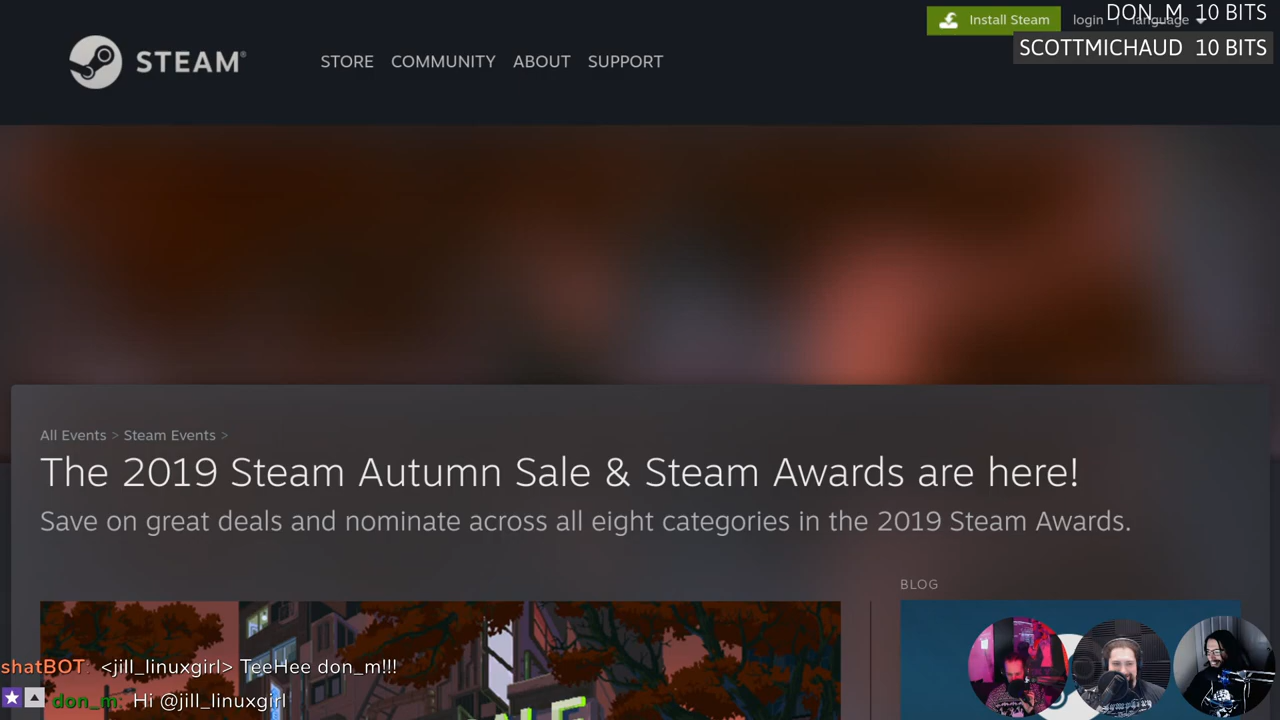 DON_M 10 BITS
Install Steam login language
SCOTTMICHAUD 10 BITS
STEAM®
STORE COMMUNITY ABOUT SUPPORT
All Events > Steam Events >
The 2019 Steam Autumn Sale & Steam Awards are here!
Save on great deals and nominate across all eight categories in the 2019 Steam Awards.
BLOG
shatBOT: <jill_linuxgirl> TeeHee don_m!!!
don_m: Hi @jill_linuxgirl